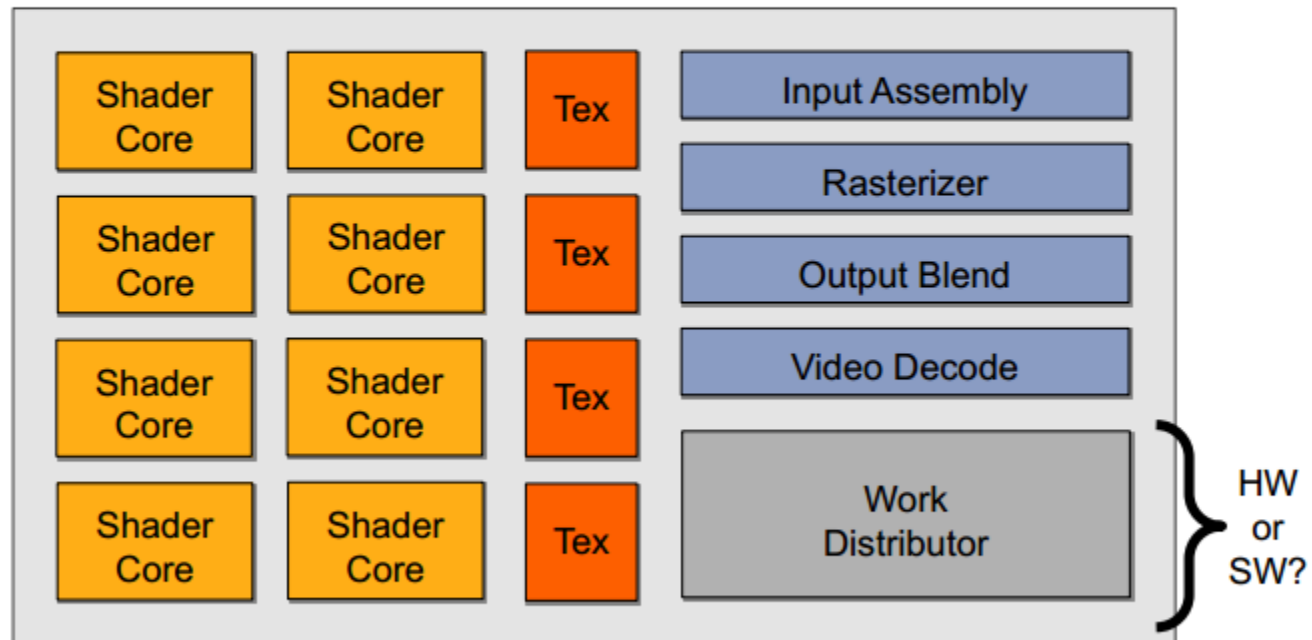 Shader
Core
Shader
Core
Tex
Input Assembly
Rasterizer
Shader
Core
Shader
Core
Tex
Output Blend
Video Decode
Shader
Core
Shader
Core
Tex
Work
Distributor
HW
or
SW?
Shader
Core
Shader
Core
Tex